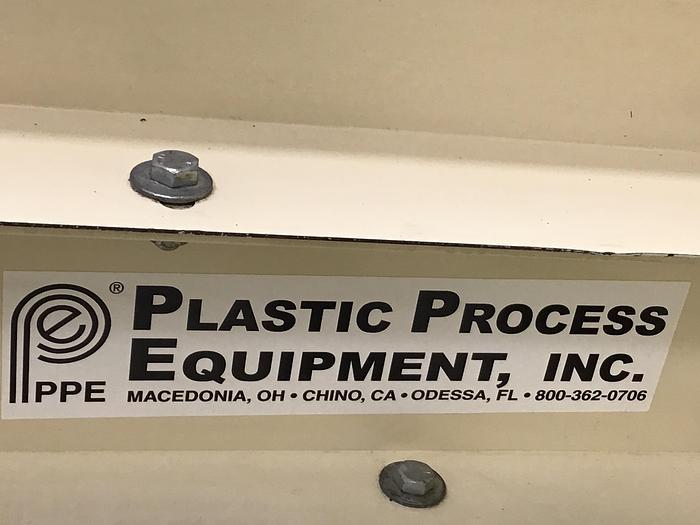 ®
PLASTIC PROCESS
EQUIPMENT, INC.
PPE
MACEDONIA, OH • CHINO, CA • ODESSA, FL • 800-362-0706